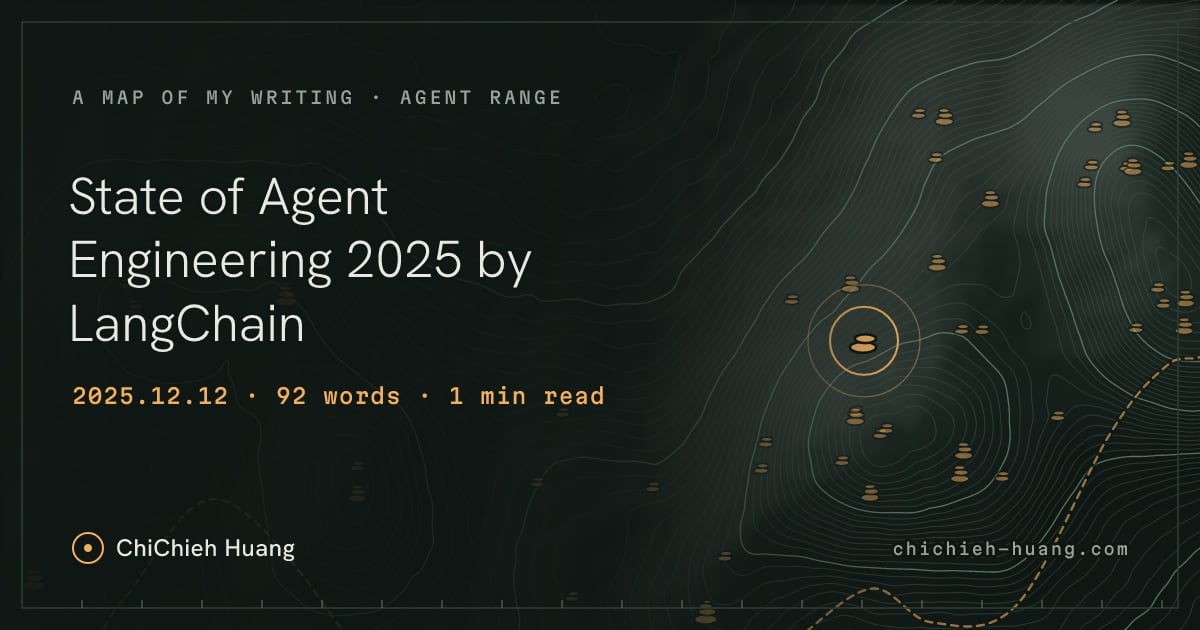 A MAP OF MY WRITING · AGENT RANGE
State of Agent
Engineering 2025 by
LangChain
2025.12.12 · 92 words · 1 min read
ChiChieh Huang
chichieh-huang.com